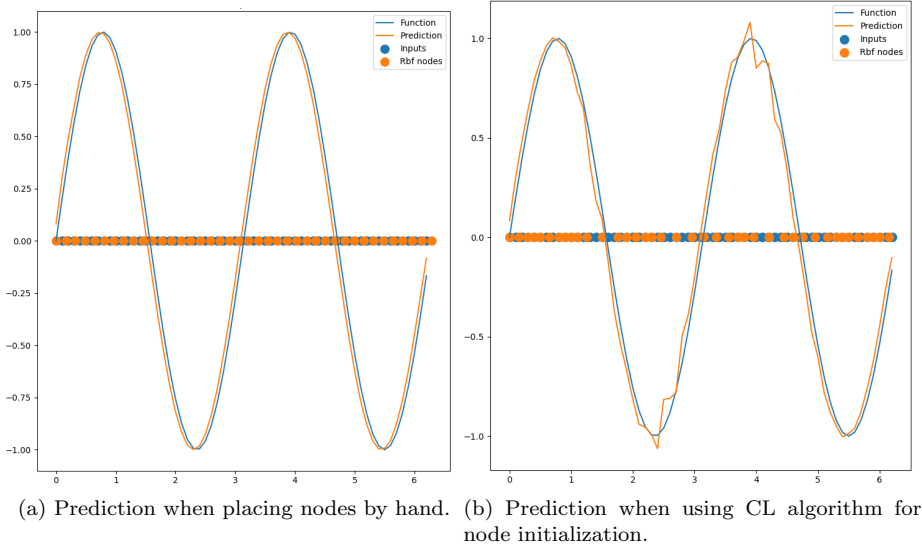 Function
Prediction
Inputs
Rbf nodes
1.00
0.75
0.50
0.25
0.00
−0.25
−0.50
−0.75
−1.00
0 1 2 3 4 5 6
(a) Prediction when placing nodes by hand.
Function
Prediction
Inputs
Rbf nodes
1.0
0.5
0.0
−0.5
−1.0
0 1 2 3 4 5 6
(b) Prediction when using CL algorithm for
node initialization.